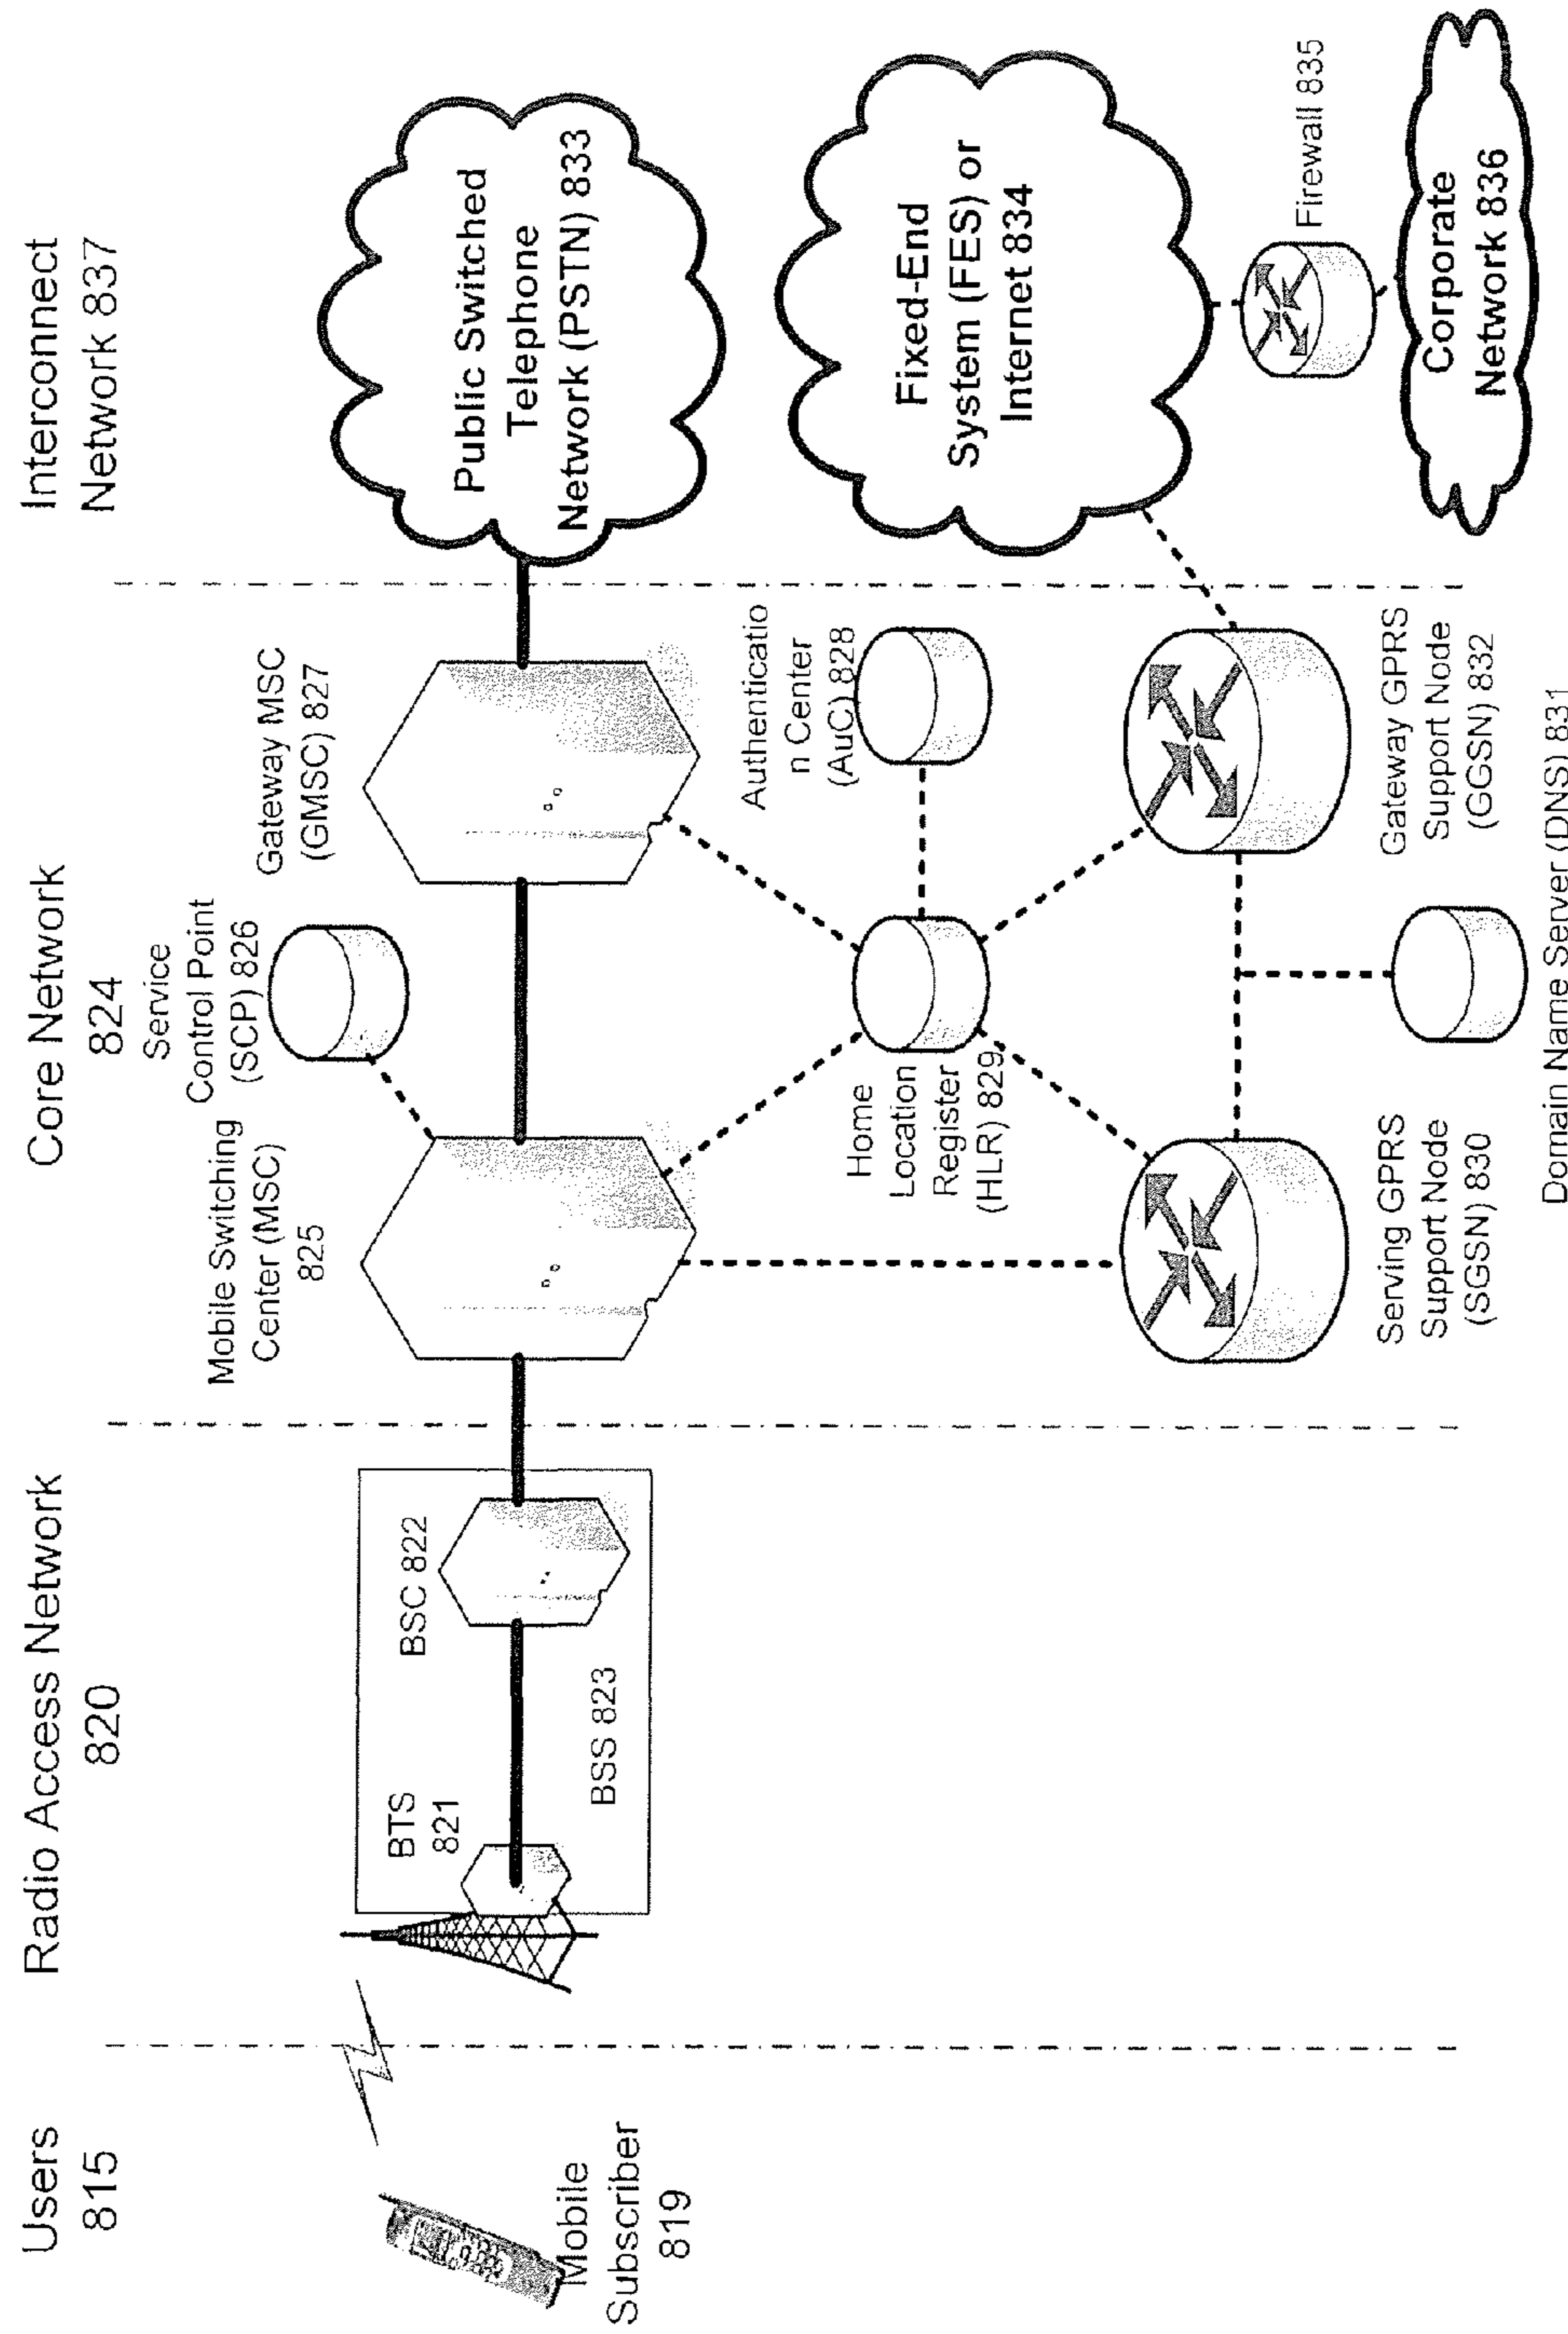 Users
815
Radio Access Network
820
Core Network
824
Interconnect
Network 837
Mobile
Subscriber
819
BTS
821
BSC 822
BSS 823
Mobile Switching
Center (MSC)
825
Service
Control Point
(SCP) 826
Gateway MSC
(GMSC) 827
Public Switched
Telephone
Network (PSTN) 833
Home
Location
Register
(HLR) 829
Authenticatio
n Center
(AuC) 828
Fixed-End
System (FES) or
Internet 834
Serving GPRS
Support Node
(SGSN) 830
Gateway GPRS
Support Node
(GGSN) 832
Domain Name Server (DNS) 831
Firewall 835
Corporate
Network 836